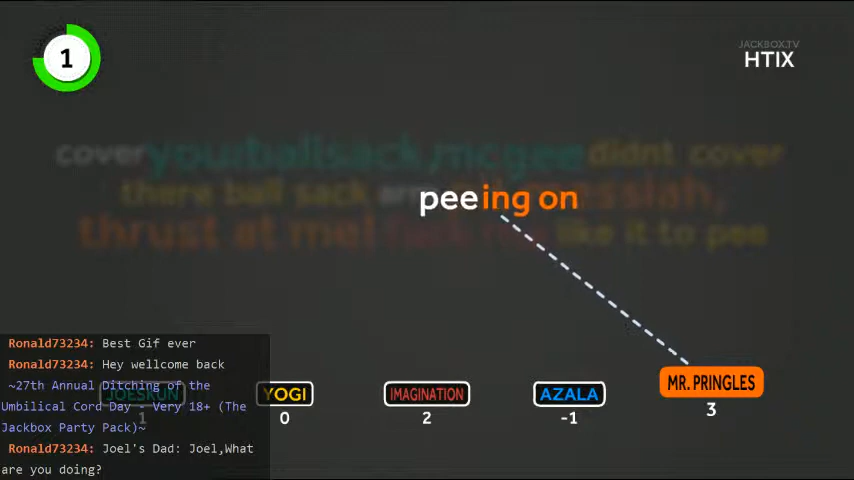 1
JACKBOX.TV
HTIX
cover your ballsack, mcgee didnt cover
there ball sack
peeing on
thrust at me! like it to pee
Ronald73234: Best Gif ever
Ronald73234: Hey wellcome back
~27th Annual Ditching of the
Umbilical Cord Day - Very 18+ (The
Jackbox Party Pack)~
Ronald73234: Joel's Dad: Joel,What
are you doing?
JOESKUN
1
YOGI
0
IMAGINATION
2
AZALA
-1
MR. PRINGLES
3